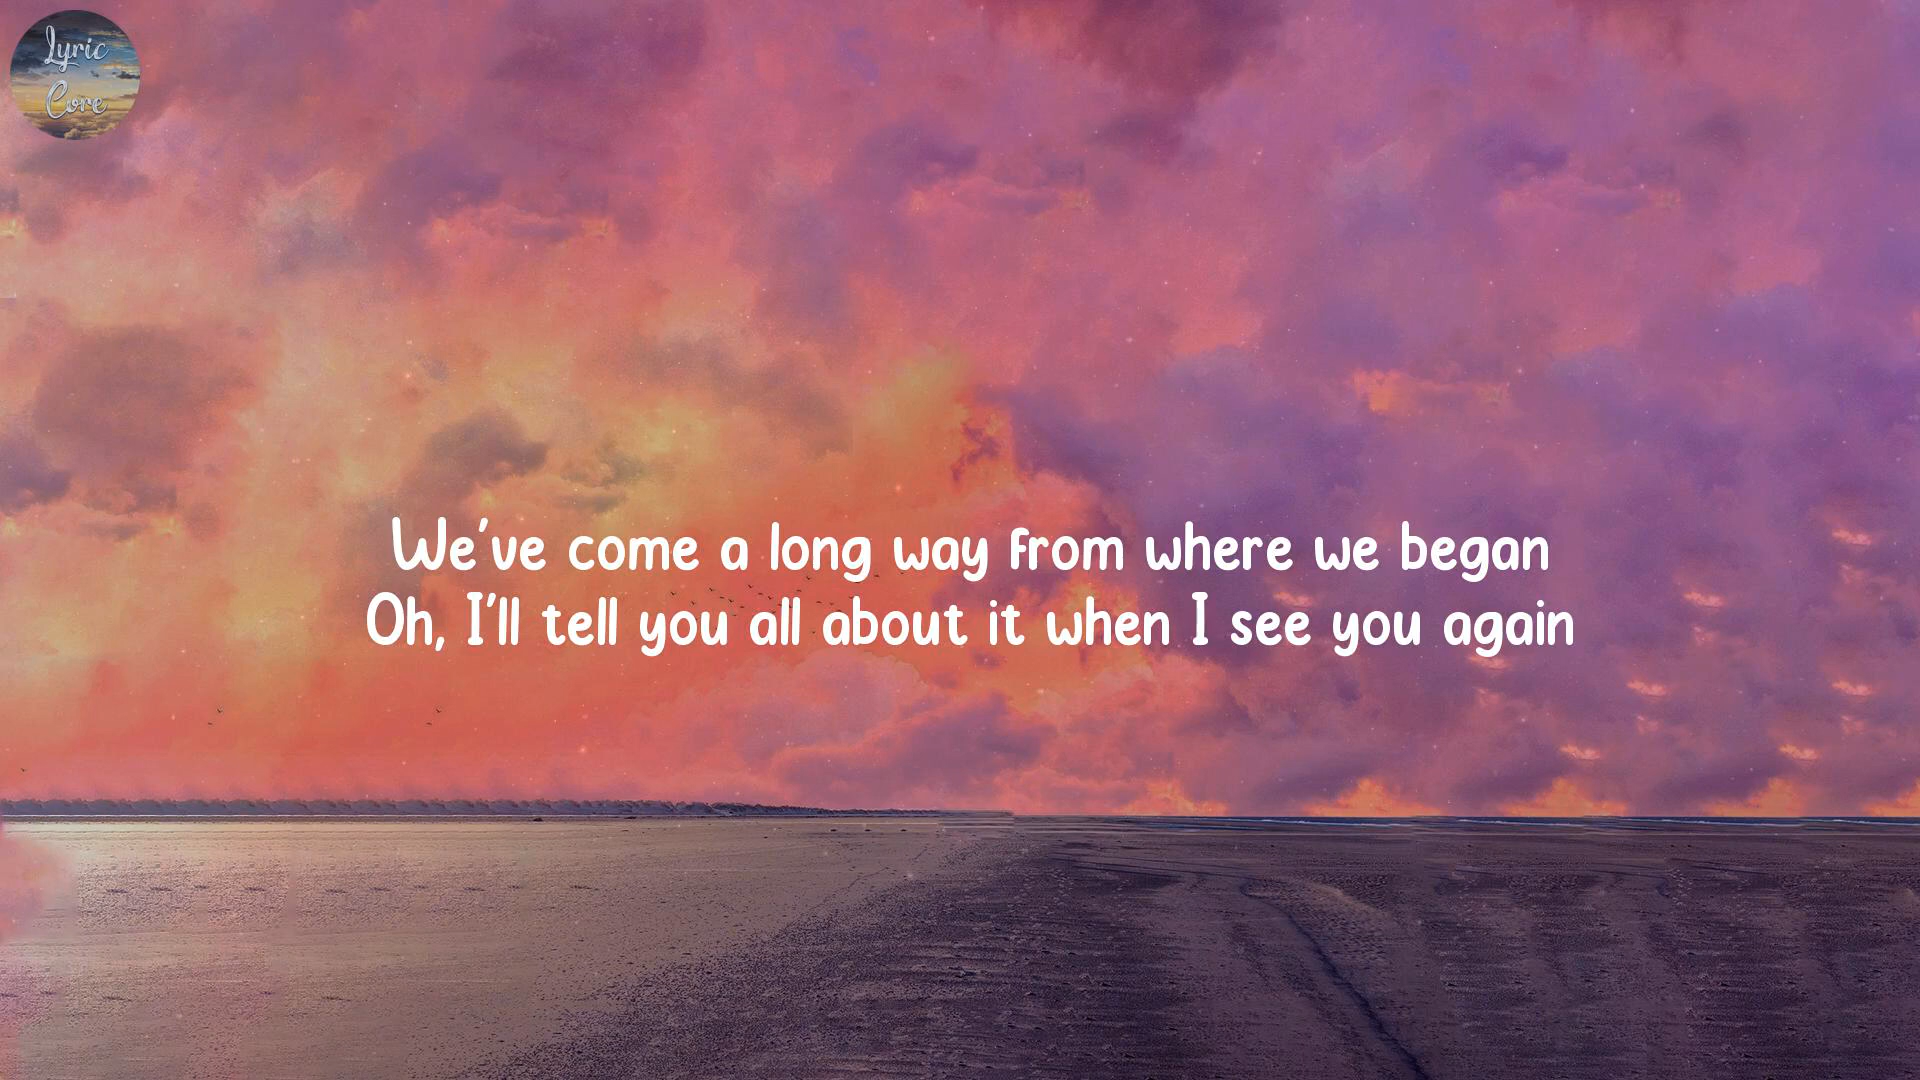 Lyric
Core
We've come a long way from where we began
Oh, I'll tell you all about it when I see you again